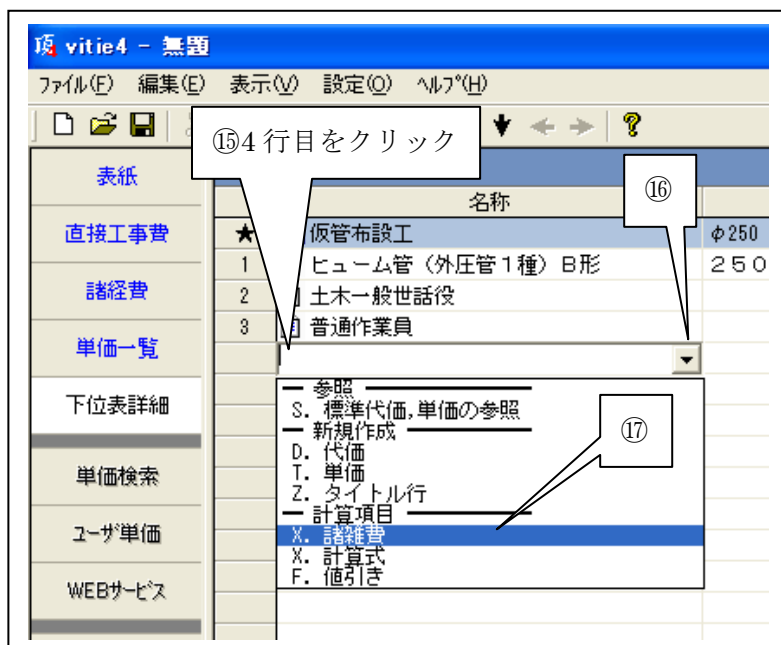 頂 vitie4 - 無題
ファイル(F) 編集(E) 表示(V) 設定(O) ヘルプ(H)
⑮4行目をクリック
⑯
名称
★ 仮管布設工 φ250
1 ヒューム管(外圧管1種)B形 250
2 土木一般世話役
3 普通作業員
表紙
直接工事費
諸経費
単価一覧
下位表詳細
単価検索
ユーザ単価
WEBサービス
― 参照 ―
S. 標準代価,単価の参照
― 新規作成 ―
D. 代価
T. 単価
Z. タイトル行
― 計算項目 ―
X. 諸雑費
X. 計算式
F. 値引き
⑰